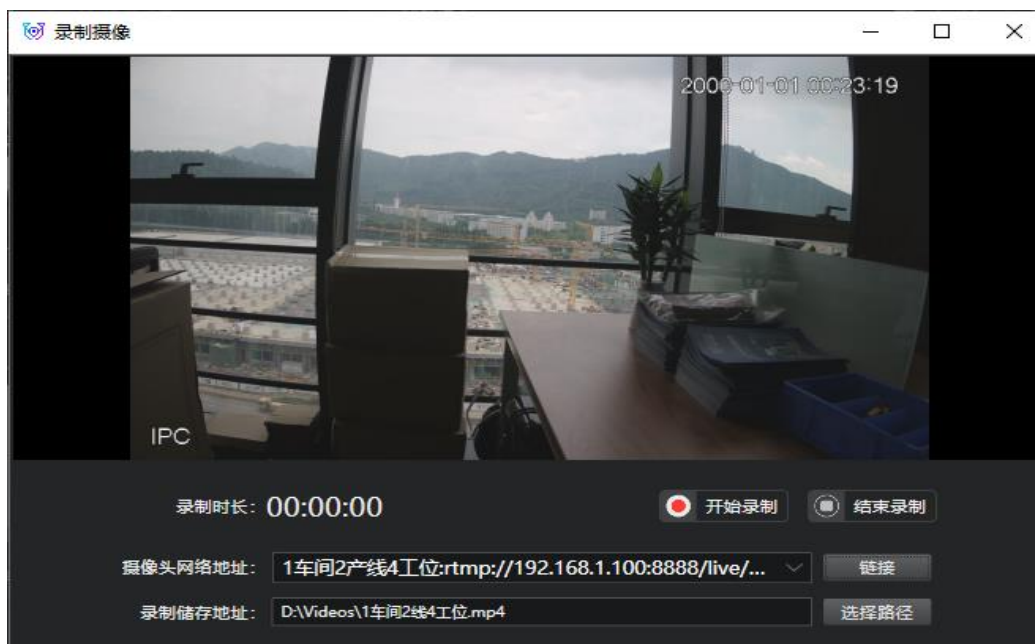 录制摄像
2000-01-01 00:23:19
IPC
录制时长: 00:00:00
开始录制
结束录制
摄像头网络地址: 1车间2产线4工位:rtmp://192.168.1.100:8888/live/...
链接
录制储存地址: D:\Videos\1车间2线4工位.mp4
选择路径